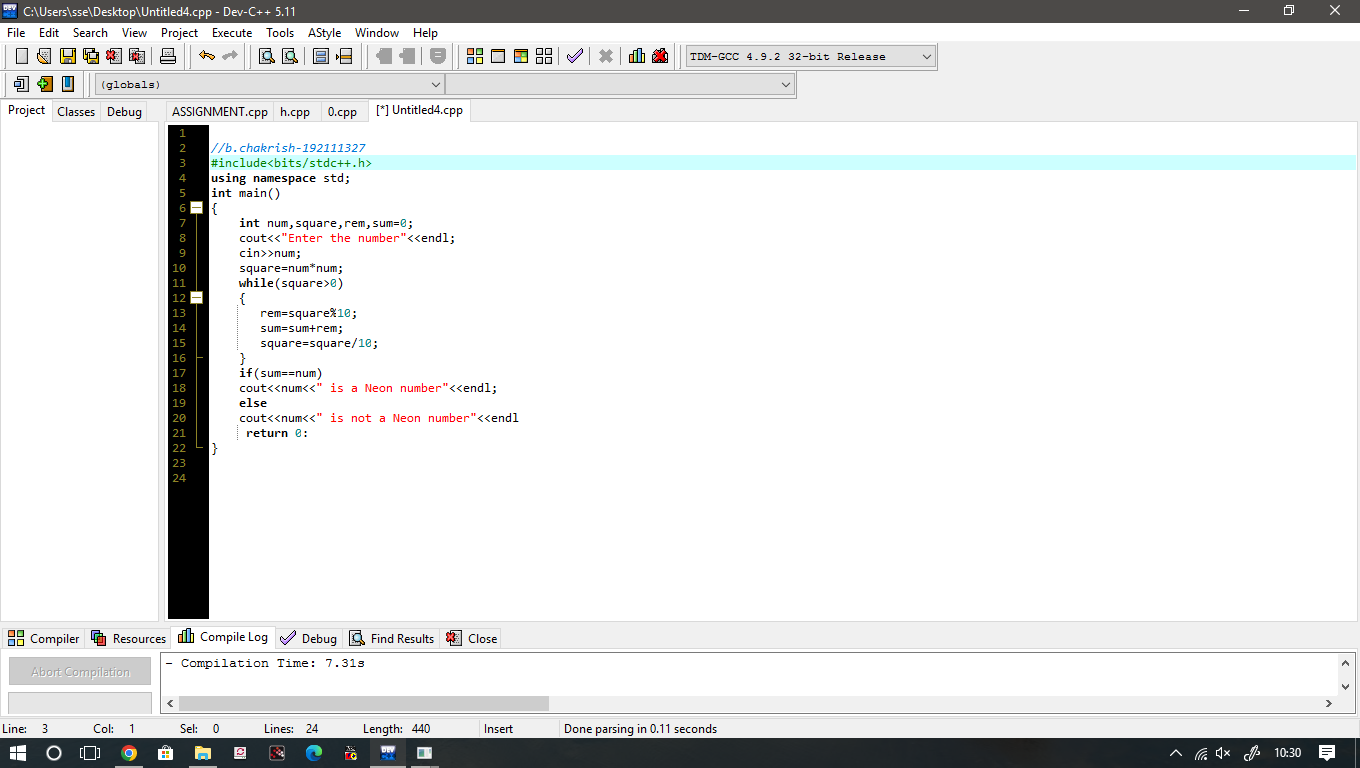 C:\Users\sse\Desktop\Untitled4.cpp - Dev-C++ 5.11
File Edit Search View Project Execute Tools AStyle Window Help
TDM-GCC 4.9.2 32-bit Release
(globals)
Project Classes Debug
ASSIGNMENT.cpp h.cpp 0.cpp [*] Untitled4.cpp
1
2 //b.chakrish-192111327
3 #include<bits/stdc++.h>
4 using namespace std;
5 int main()
6 {
7 int num,square,rem,sum=0;
8 cout<<"Enter the number"<<endl;
9 cin>>num;
10 square=num*num;
11 while(square>0)
12 {
13 rem=square%10;
14 sum=sum+rem;
15 square=square/10;
16 }
17 if(sum==num)
18 cout<<num<<" is a Neon number"<<endl;
19 else
20 cout<<num<<" is not a Neon number"<<endl
21 return 0:
22 }
23
24
Compiler Resources Compile Log Debug Find Results Close
Abort Compilation
- Compilation Time: 7.31s
Line: 3 Col: 1 Sel: 0 Lines: 24 Length: 440 Insert Done parsing in 0.11 seconds
10:30